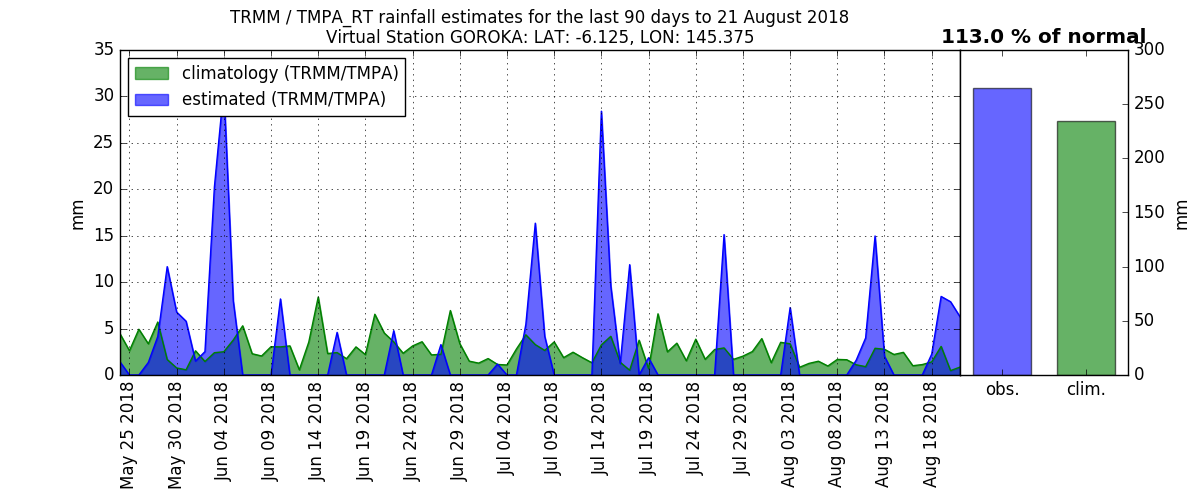 TRMM / TMPA_RT rainfall estimates for the last 90 days to 21 August 2018
Virtual Station GOROKA: LAT: -6.125, LON: 145.375
113.0 % of normal
climatology (TRMM/TMPA)
estimated (TRMM/TMPA)
35
30
25
20
15
10
5
0
mm
May 25 2018
May 30 2018
Jun 04 2018
Jun 09 2018
Jun 14 2018
Jun 19 2018
Jun 24 2018
Jun 29 2018
Jul 04 2018
Jul 09 2018
Jul 14 2018
Jul 19 2018
Jul 24 2018
Jul 29 2018
Aug 03 2018
Aug 08 2018
Aug 13 2018
Aug 18 2018
obs.
clim.
300
250
200
150
100
50
0
mm